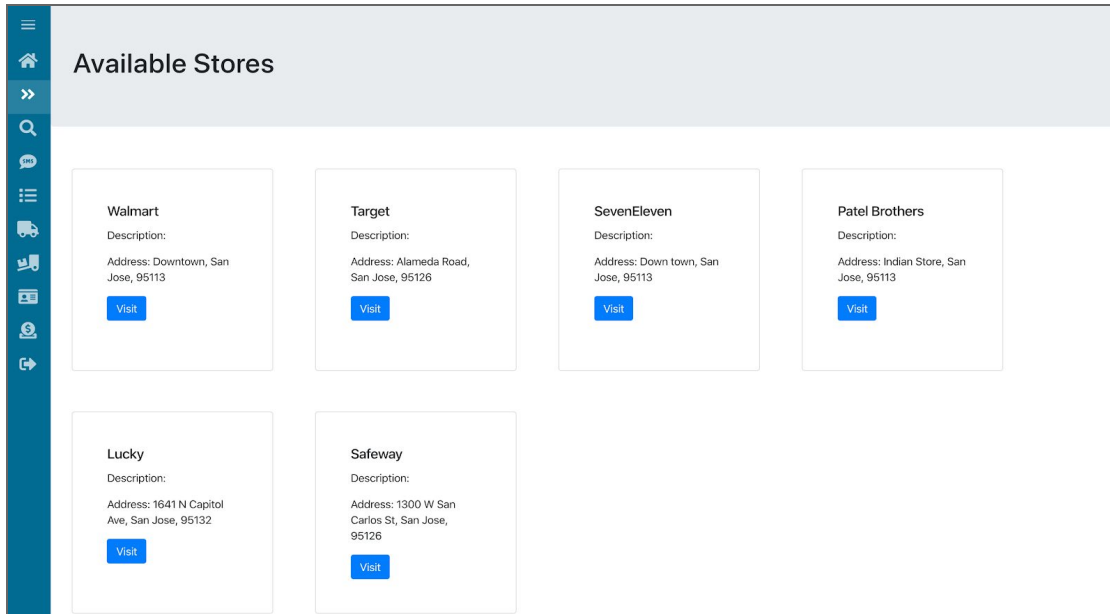 Available Stores
SMS
Walmart
Description:
Address: Downtown, San
Jose, 95113
Visit
Target
Description:
Address: Alameda Road,
San Jose, 95126
Visit
SevenEleven
Description:
Address: Down town, San
Jose, 95113
Visit
Patel Brothers
Description:
Address: Indian Store, San
Jose, 95113
Visit
Lucky
Description:
Address: 1641 N Capitol
Ave, San Jose, 95132
Visit
Safeway
Description:
Address: 1300 W San
Carlos St, San Jose,
95126
Visit